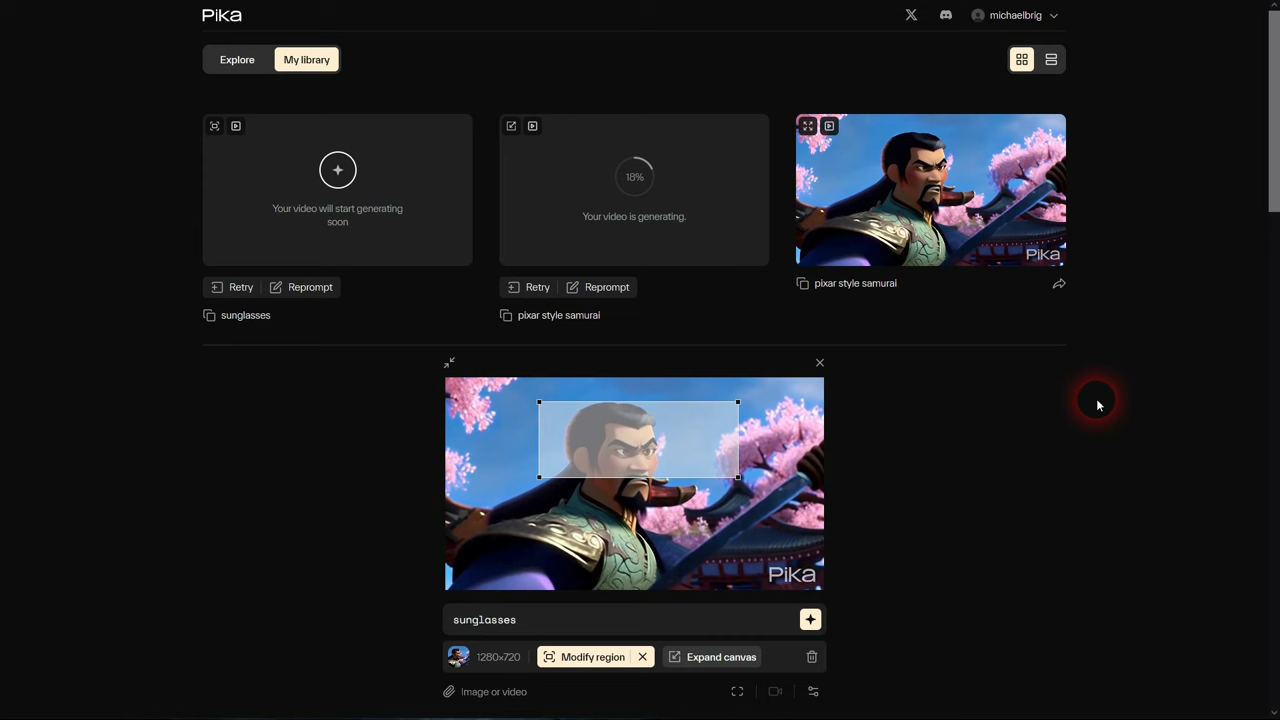 Pika
michaelbrig
Explore
My library
Your video will start generating
soon
18%
Your video is generating.
Pika
Retry
Reprompt
Retry
Reprompt
pixar style samurai
sunglasses
pixar style samurai
Pika
sunglasses
1280×720
Modify region
Expand canvas
Image or video